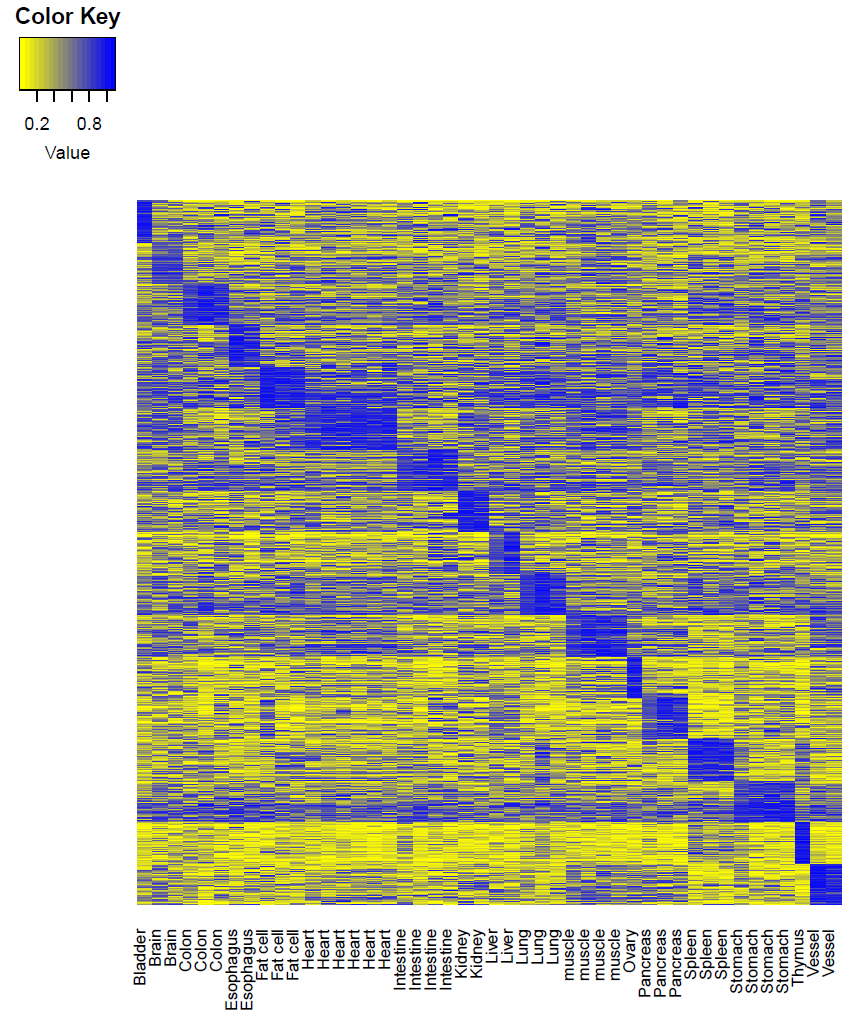 Color Key
0.2 0.8
Value
Bladder
Brain
Brain
Colon
Colon
Colon
Esophagus
Esophagus
Fat cell
Fat cell
Fat cell
Heart
Heart
Heart
Heart
Heart
Heart
Intestine
Intestine
Intestine
Intestine
Kidney
Kidney
Liver
Liver
Lung
Lung
Lung
muscle
muscle
muscle
muscle
Ovary
Pancreas
Pancreas
Pancreas
Spleen
Spleen
Spleen
Stomach
Stomach
Stomach
Stomach
Thymus
Vessel
Vessel